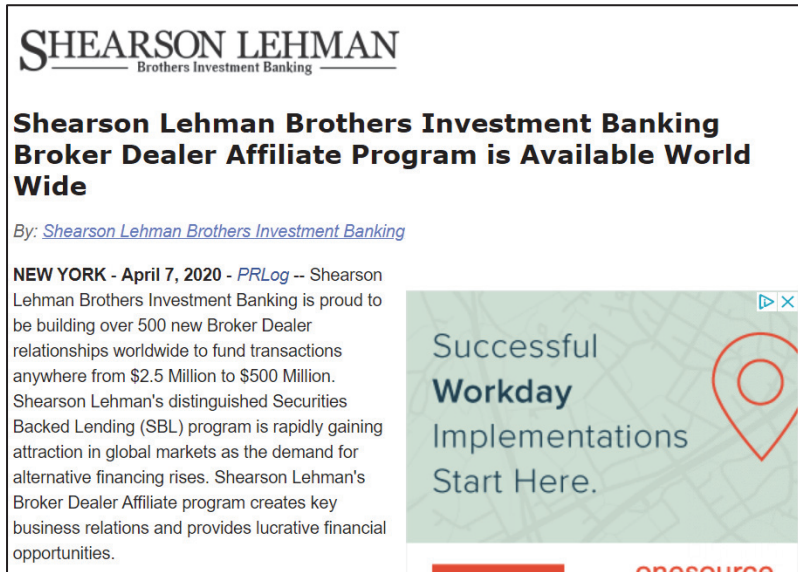 SHEARSON LEHMAN
Brothers Investment Banking
Shearson Lehman Brothers Investment Banking
Broker Dealer Affiliate Program is Available World
Wide
By: Shearson Lehman Brothers Investment Banking
NEW YORK - April 7, 2020 - PRLog -- Shearson
Lehman Brothers Investment Banking is proud to
be building over 500 new Broker Dealer
relationships worldwide to fund transactions
anywhere from $2.5 Million to $500 Million.
Shearson Lehman's distinguished Securities
Backed Lending (SBL) program is rapidly gaining
attraction in global markets as the demand for
alternative financing rises. Shearson Lehman's
Broker Dealer Affiliate program creates key
business relations and provides lucrative financial
opportunities.
Successful
Workday
Implementations
Start Here.
onesource